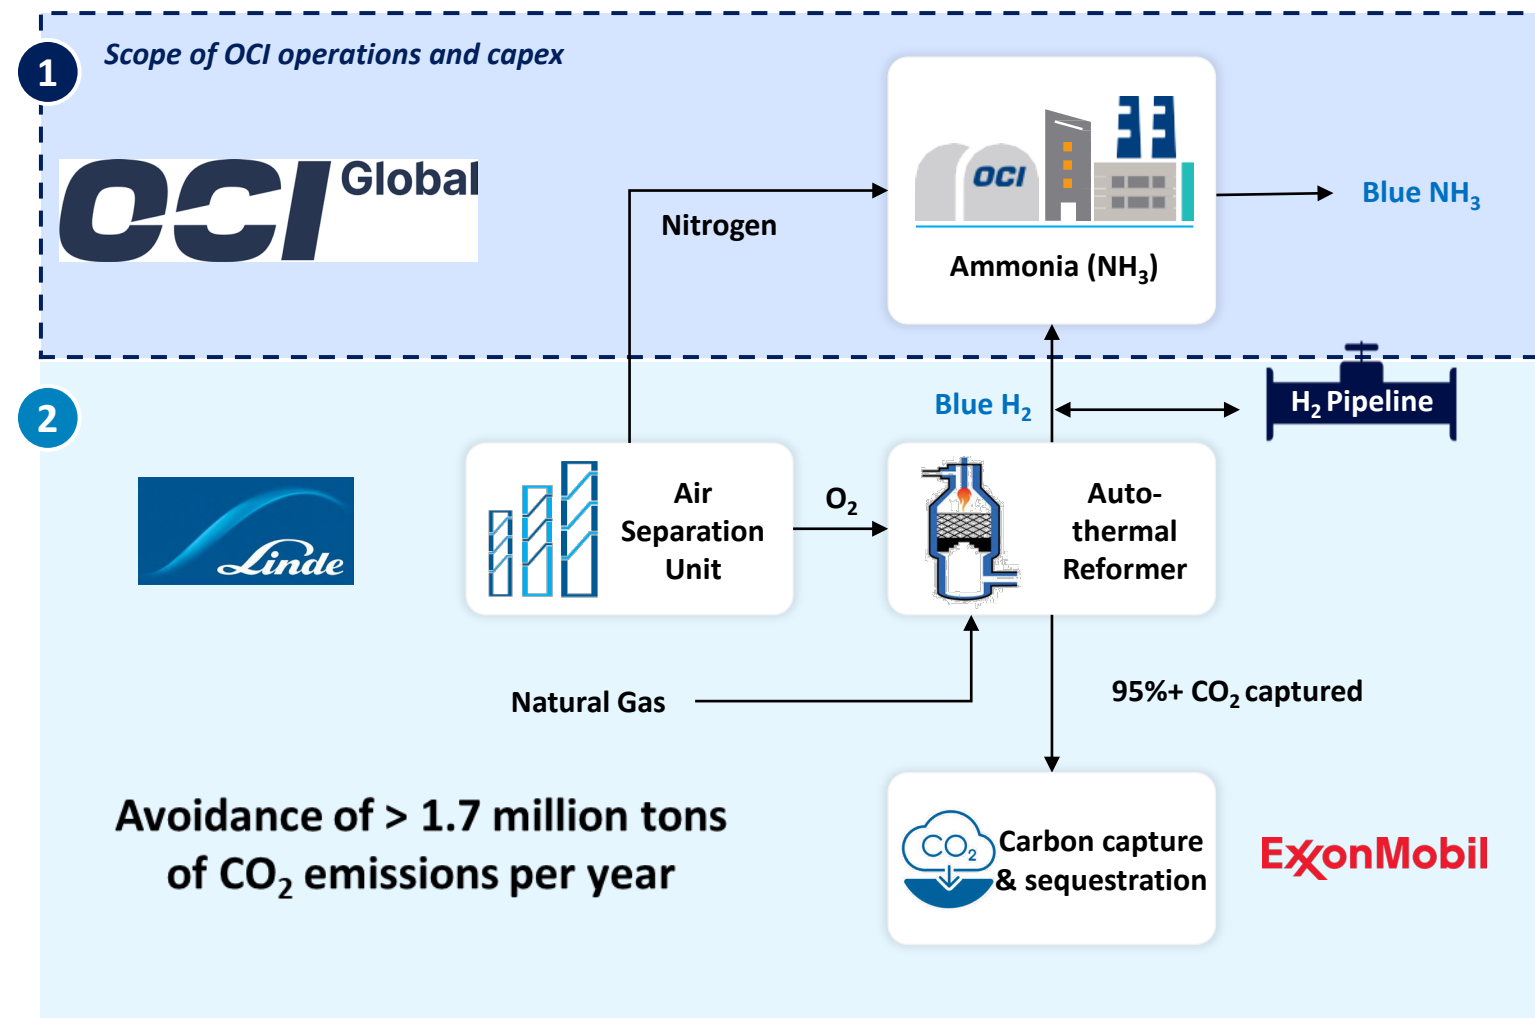 1
Scope of OCI operations and capex
OCI Global
OCI
Ammonia (NH₃)
Nitrogen
Blue NH₃
2
Blue H₂
H₂ Pipeline
Linde
Air
Separation
Unit
O₂
Auto-
thermal
Reformer
Natural Gas
95%+ CO₂ captured
Avoidance of > 1.7 million tons
of CO₂ emissions per year
CO₂
Carbon capture
& sequestration
ExxonMobil